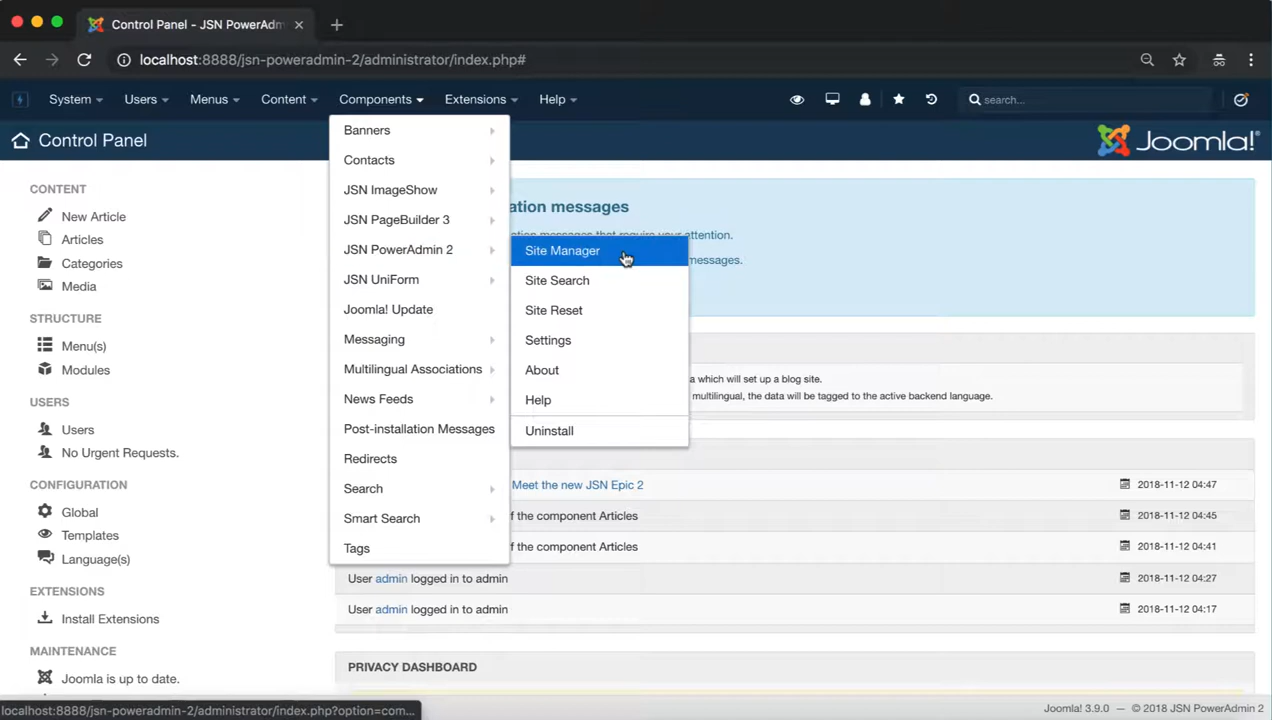 Control Panel - JSN PowerAdm
localhost:8888/jsn-poweradmin-2/administrator/index.php#
System Users Menus Content Components Extensions Help search...
Control Panel
Joomla!
CONTENT
New Article
Articles
Categories
Media
STRUCTURE
Menu(s)
Modules
USERS
Users
No Urgent Requests.
CONFIGURATION
Global
Templates
Language(s)
EXTENSIONS
Install Extensions
MAINTENANCE
Joomla is up to date.
Banners
Contacts
JSN ImageShow
JSN PageBuilder 3
JSN PowerAdmin 2
JSN UniForm
Joomla! Update
Messaging
Multilingual Associations
News Feeds
Post-installation Messages
Redirects
Search
Smart Search
Tags
Site Manager
Site Search
Site Reset
Settings
About
Help
Uninstall
ation messages
ation messages that require your attention.
messages.
a which will set up a blog site.
multilingual, the data will be tagged to the active backend language.
Meet the new JSN Epic 2 2018-11-12 04:47
f the component Articles 2018-11-12 04:45
f the component Articles 2018-11-12 04:41
User admin logged in to admin 2018-11-12 04:27
User admin logged in to admin 2018-11-12 04:17
PRIVACY DASHBOARD
localhost:8888/jsn-poweradmin-2/administrator/index.php?option=com...
Joomla! 3.9.0 — © 2018 JSN PowerAdmin 2